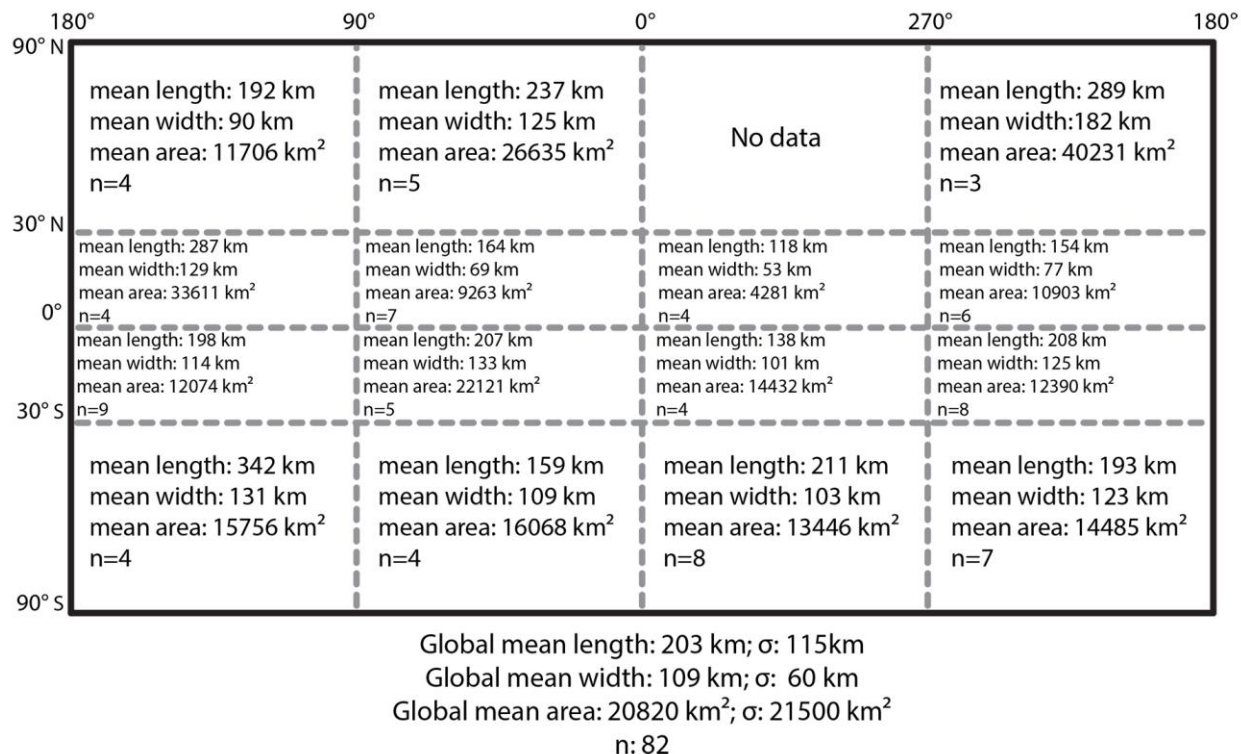 180° 90° 0° 270° 180°
90° N
mean length: 192 km
mean width: 90 km
mean area: 11706 km²
n=4
mean length: 237 km
mean width: 125 km
mean area: 26635 km²
n=5
No data
mean length: 289 km
mean width:182 km
mean area: 40231 km²
n=3
30° N
mean length: 287 km
mean width:129 km
mean area: 33611 km²
n=4
mean length: 164 km
mean width: 69 km
mean area: 9263 km²
n=7
mean length: 118 km
mean width: 53 km
mean area: 4281 km²
n=4
mean length: 154 km
mean width: 77 km
mean area: 10903 km²
n=6
0°
mean length: 198 km
mean width: 114 km
mean area: 12074 km²
n=9
mean length: 207 km
mean width: 133 km
mean area: 22121 km²
n=5
mean length: 138 km
mean width: 101 km
mean area: 14432 km²
n=4
mean length: 208 km
mean width: 125 km
mean area: 12390 km²
n=8
30° S
mean length: 342 km
mean width: 131 km
mean area: 15756 km²
n=4
mean length: 159 km
mean width: 109 km
mean area: 16068 km²
n=4
mean length: 211 km
mean width: 103 km
mean area: 13446 km²
n=8
mean length: 193 km
mean width: 123 km
mean area: 14485 km²
n=7
90° S
Global mean length: 203 km; σ: 115km
Global mean width: 109 km; σ: 60 km
Global mean area: 20820 km²; σ: 21500 km²
n: 82